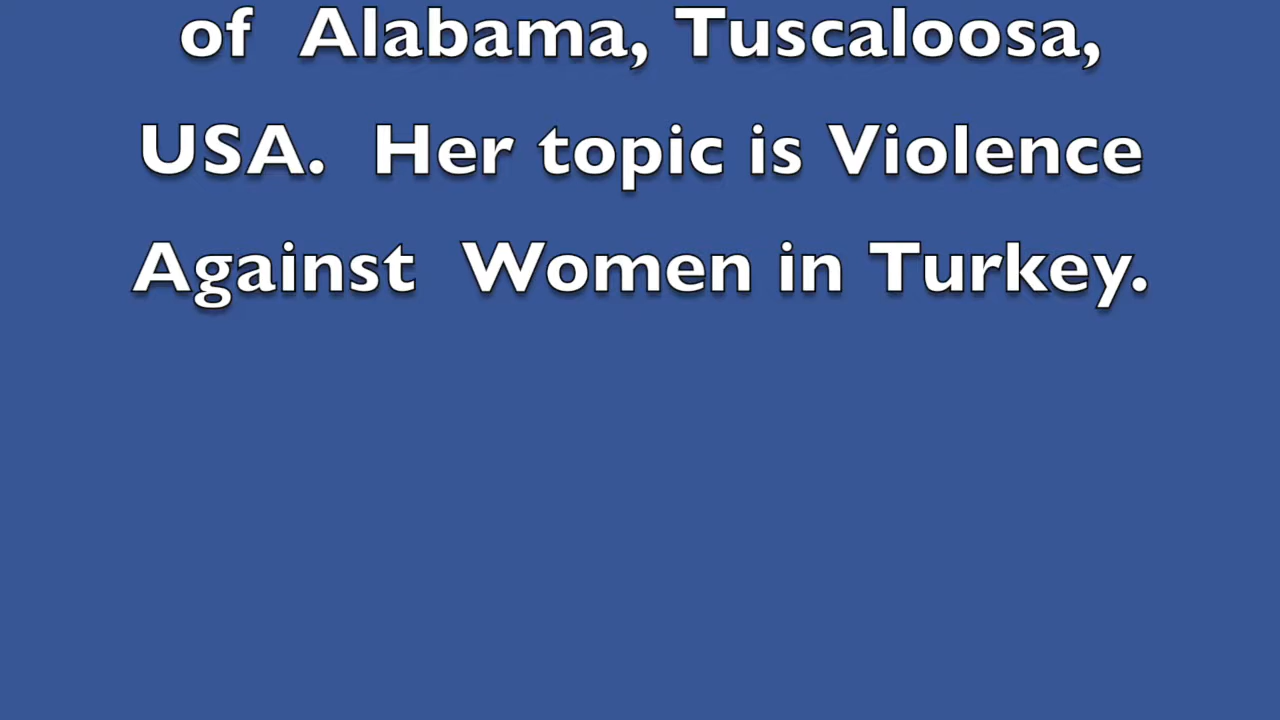 of Alabama, Tuscaloosa,
USA. Her topic is Violence
Against Women in Turkey.